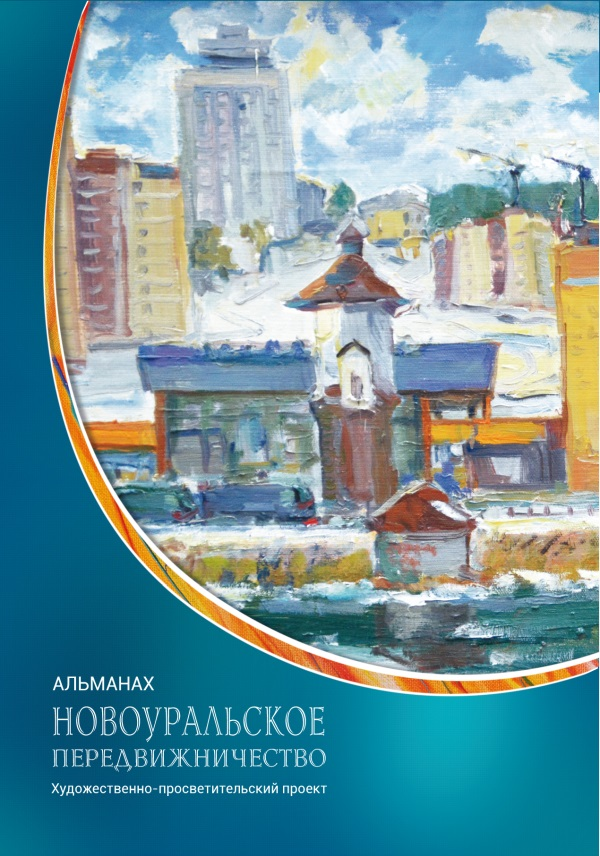 АЛЬМАНАХ
НОВОУРАЛЬСКОЕ
ПЕРЕДВИЖНИЧЕСТВО
Художественно-просветительский проект